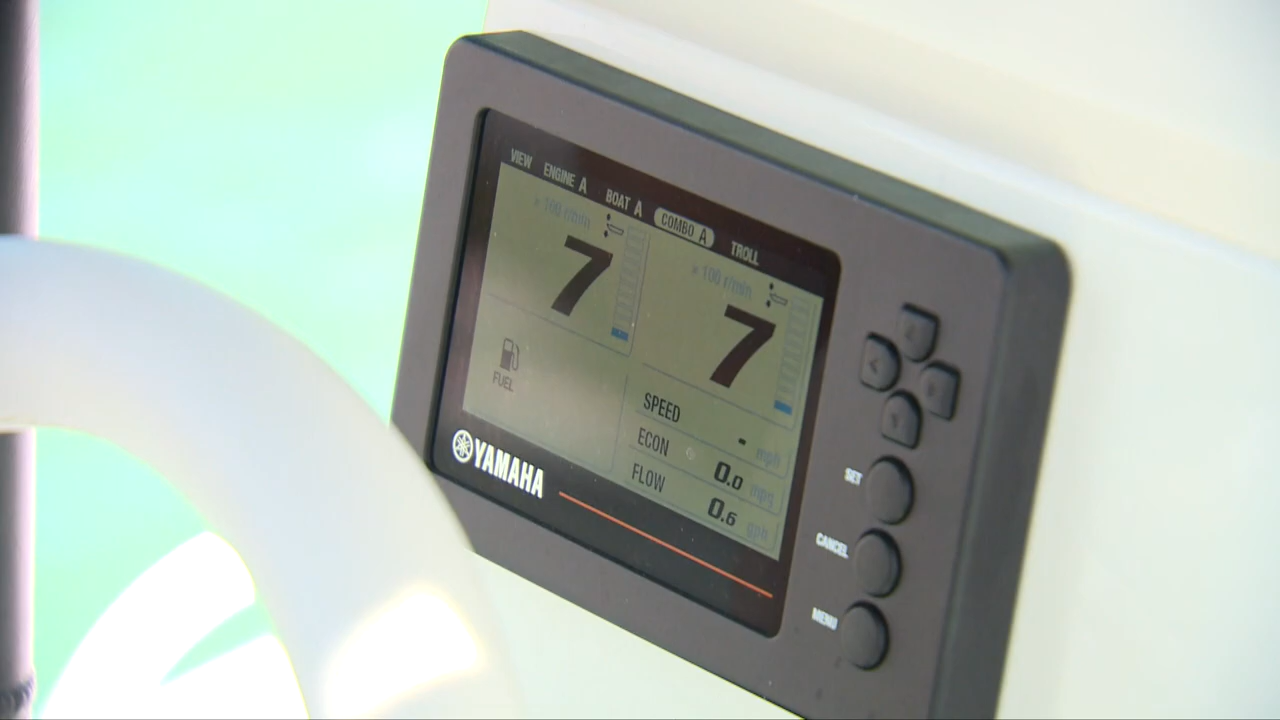 VIEW ENGINE A BOAT A COMBO A TROLL
x 100 r/min
7
x 100 r/min
7
FUEL
SPEED - mph
ECON 0.0 mpg
FLOW 0.6 gph
YAMAHA
SET
CANCEL
MENU